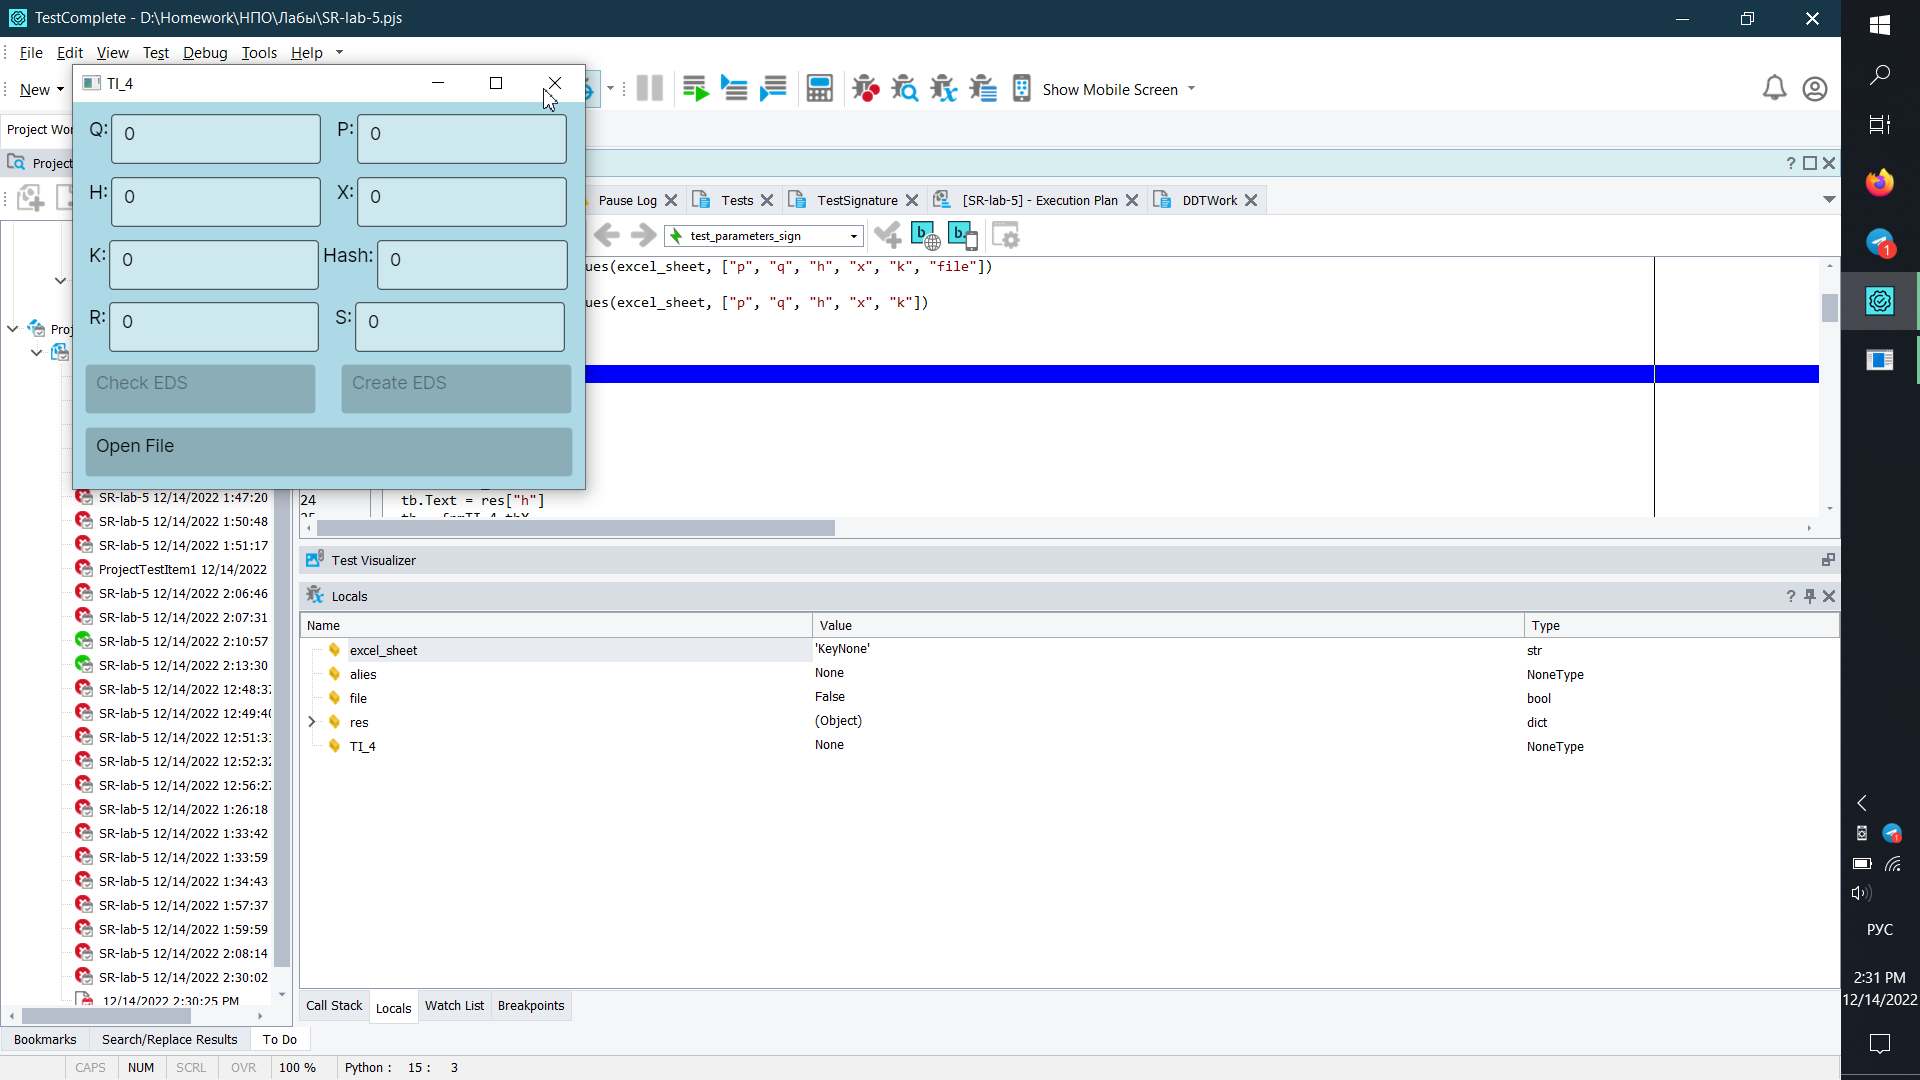 TestComplete - D:\Homework\НПО\Лабы\SR-lab-5.pjs
File Edit View Test Debug Tools Help
New
Show Mobile Screen
TI_4
Q: 0 P: 0
H: 0 X: 0
K: 0 Hash: 0
R: 0 S: 0
Check EDS Create EDS
Open File
Project
Pause Log Tests TestSignature [SR-lab-5] - Execution Plan DDTWork
test_parameters_sign
ues(excel_sheet, ["p", "q", "h", "x", "k", "file"])
ues(excel_sheet, ["p", "q", "h", "x", "k"])
24 tb.Text = res["h"]
SR-lab-5 12/14/2022 1:47:20
SR-lab-5 12/14/2022 1:50:48
SR-lab-5 12/14/2022 1:51:17
ProjectTestItem1 12/14/2022
SR-lab-5 12/14/2022 2:06:46
SR-lab-5 12/14/2022 2:07:31
SR-lab-5 12/14/2022 2:10:57
SR-lab-5 12/14/2022 2:13:30
SR-lab-5 12/14/2022 12:48:3
SR-lab-5 12/14/2022 12:49:4
SR-lab-5 12/14/2022 12:51:3
SR-lab-5 12/14/2022 12:52:3
SR-lab-5 12/14/2022 12:56:2
SR-lab-5 12/14/2022 1:26:18
SR-lab-5 12/14/2022 1:33:42
SR-lab-5 12/14/2022 1:33:59
SR-lab-5 12/14/2022 1:34:43
SR-lab-5 12/14/2022 1:57:37
SR-lab-5 12/14/2022 1:59:59
SR-lab-5 12/14/2022 2:08:14
SR-lab-5 12/14/2022 2:30:02
12/14/2022 2:30:25 PM
Test Visualizer
Locals
Name Value Type
excel_sheet 'KeyNone' str
alies None NoneType
file False bool
res (Object) dict
TI_4 None NoneType
Call Stack Locals Watch List Breakpoints
Bookmarks Search/Replace Results To Do
CAPS NUM SCRL OVR 100 % Python : 15 : 3
1
1
РУС
2:31 PM
12/14/2022